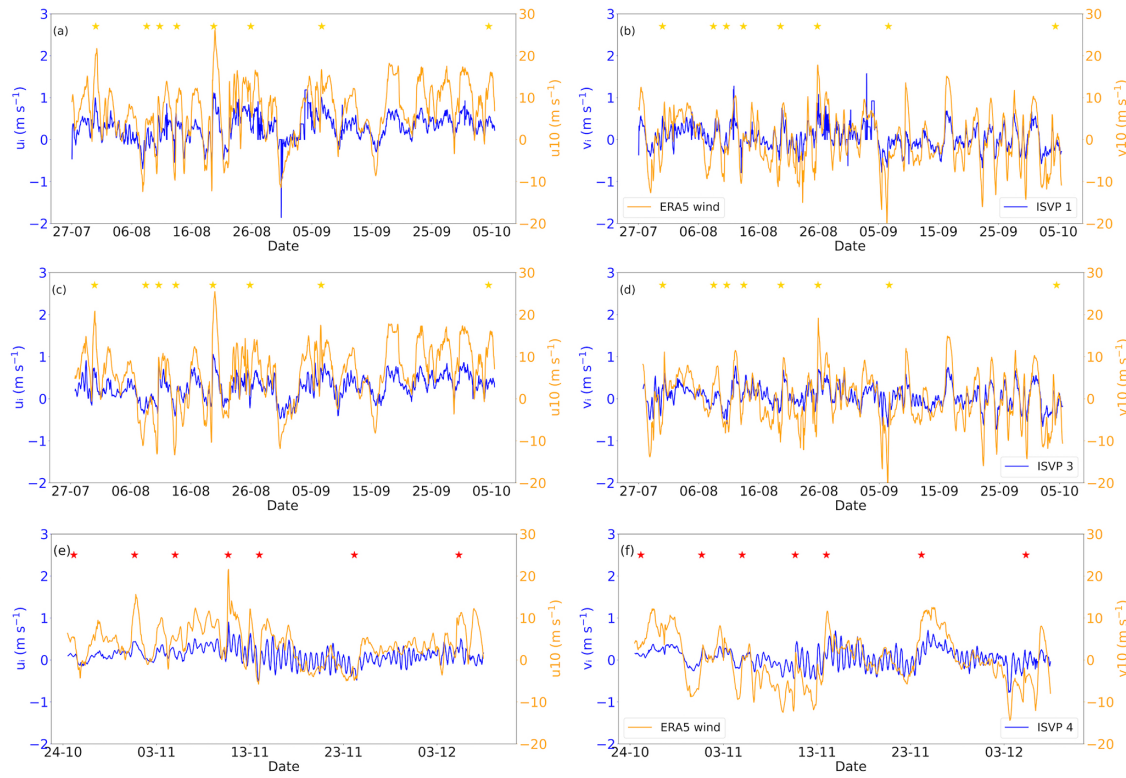 (a)
3
2
1
0
−1
−2
uᵢ (m s⁻¹)
30
20
10
0
−10
−20
u10 (m s⁻¹)
27-07 06-08 16-08 26-08 05-09 15-09 25-09 05-10
Date
(b)
3
2
1
0
−1
−2
vᵢ (m s⁻¹)
30
20
10
0
−10
−20
v10 (m s⁻¹)
ERA5 wind
ISVP 1
27-07 06-08 16-08 26-08 05-09 15-09 25-09 05-10
Date
(c)
3
2
1
0
−1
−2
uᵢ (m s⁻¹)
30
20
10
0
−10
−20
u10 (m s⁻¹)
27-07 06-08 16-08 26-08 05-09 15-09 25-09 05-10
Date
(d)
3
2
1
0
−1
−2
vᵢ (m s⁻¹)
30
20
10
0
−10
−20
v10 (m s⁻¹)
ISVP 3
27-07 06-08 16-08 26-08 05-09 15-09 25-09 05-10
Date
(e)
3
2
1
0
−1
−2
uᵢ (m s⁻¹)
30
20
10
0
−10
−20
u10 (m s⁻¹)
24-10 03-11 13-11 23-11 03-12
Date
(f)
3
2
1
0
−1
−2
vᵢ (m s⁻¹)
30
20
10
0
−10
−20
v10 (m s⁻¹)
ERA5 wind
ISVP 4
24-10 03-11 13-11 23-11 03-12
Date